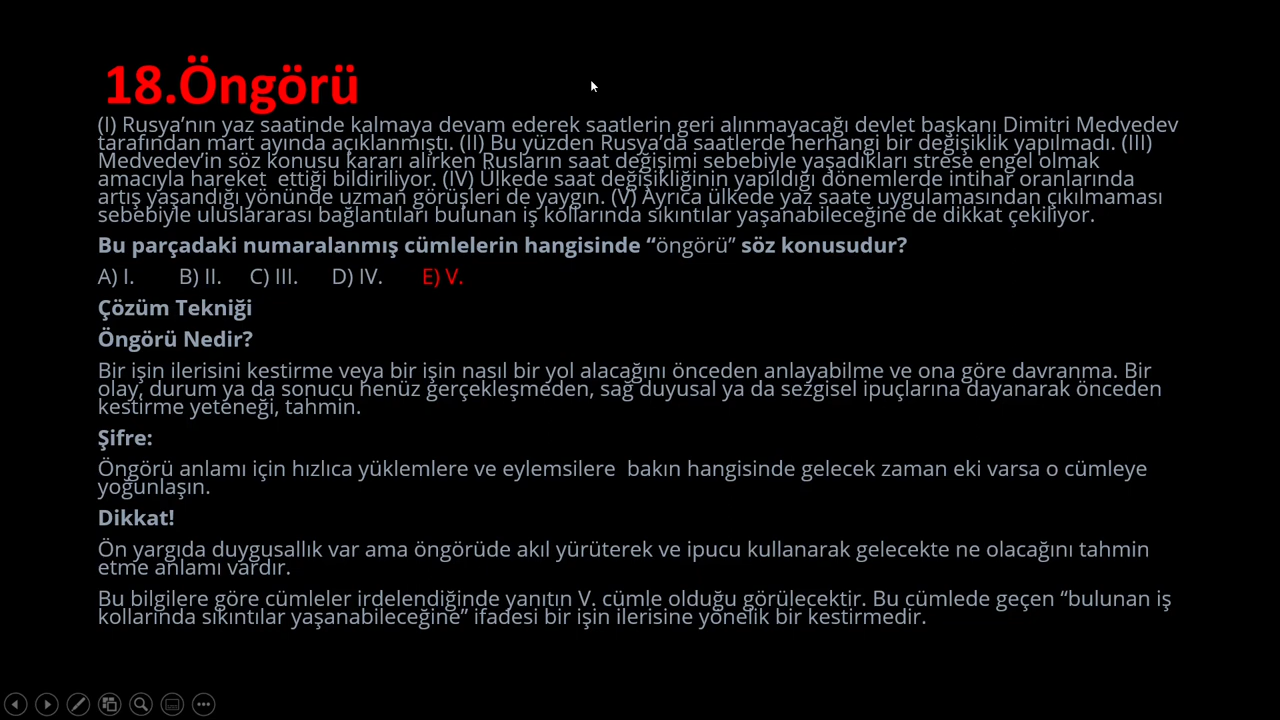 18.Öngörü
(I) Rusya’nın yaz saatinde kalmaya devam ederek saatlerin geri alınmayacağı devlet başkanı Dimitri Medvedev
tarafından mart ayında açıklanmıştı. (II) Bu yüzden Rusya’da saatlerde herhangi bir değişiklik yapılmadı. (III)
Medvedev’in söz konusu kararı alırken Rusların saat değişimi sebebiyle yaşadıkları strese engel olmak
amacıyla hareket ettiği bildiriliyor. (IV) Ülkede saat değişikliğinin yapıldığı dönemlerde intihar oranlarında
artış yaşandığı yönünde uzman görüşleri de yaygın. (V) Ayrıca ülkede yaz saate uygulamasından çıkılmaması
sebebiyle uluslararası bağlantıları bulunan iş kollarında sıkıntılar yaşanabileceğine de dikkat çekiliyor.
Bu parçadaki numaralanmış cümlelerin hangisinde “öngörü” söz konusudur?
A) I. B) II. C) III. D) IV. E) V.
Çözüm Tekniği
Öngörü Nedir?
Bir işin ilerisini kestirme veya bir işin nasıl bir yol alacağını önceden anlayabilme ve ona göre davranma. Bir
olay, durum ya da sonucu henüz gerçekleşmeden, sağ duyusal ya da sezgisel ipuçlarına dayanarak önceden
kestirme yeteneği, tahmin.
Şifre:
Öngörü anlamı için hızlıca yüklemlere ve eylemsilere bakın hangisinde gelecek zaman eki varsa o cümleye
yoğunlaşın.
Dikkat!
Ön yargıda duygusallık var ama öngörüde akıl yürüterek ve ipucu kullanarak gelecekte ne olacağını tahmin
etme anlamı vardır.
Bu bilgilere göre cümleler irdelendiğinde yanıtın V. cümle olduğu görülecektir. Bu cümlede geçen “bulunan iş
kollarında sıkıntılar yaşanabileceğine” ifadesi bir işin ilerisine yönelik bir kestirmedir.